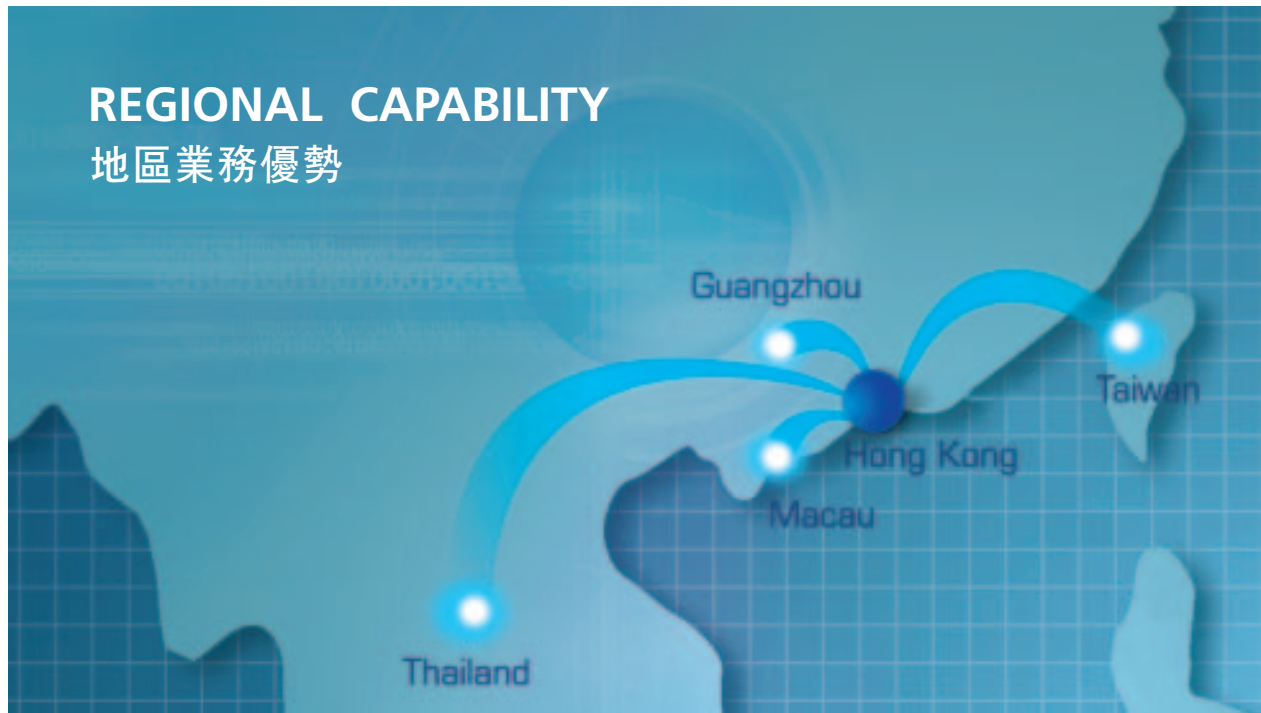 REGIONAL CAPABILITY
地區業務優勢
Guangzhou
Taiwan
Hong Kong
Macau
Thailand